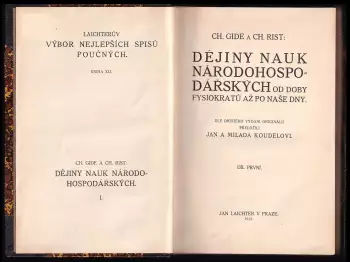 LAICHTERŮV
VÝBOR NEJLEPŠÍCH SPISŮ
POUČNÝCH.
KNIHA XLI.
CH. GIDE A CH. RIST:
DĚJINY NAUK NÁRODO-
HOSPODÁŘSKÝCH.
I.
CH. GIDE A CH. RIST:
DĚJINY NAUK
NÁRODOHOSPO-
DÁŘSKÝCH OD DOBY
FYSIOKRATŮ AŽ PO NAŠE DNY.
DLE DRUHÉHO VYDÁNÍ ORIGINÁLU
PŘELOŽILI
JAN A MILADA KOUDELOVI.
DÍL PRVNÍ.
JAN LAICHTER V PRAZE.